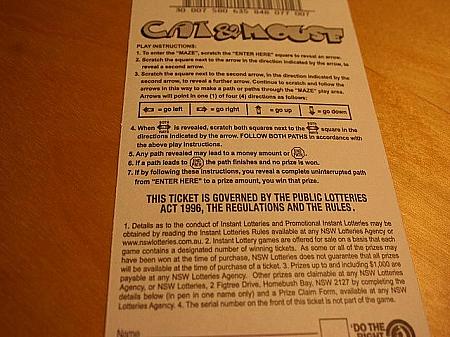 30 007 580 635 848 077 007
CAT & MOUSE
PLAY INSTRUCTIONS:
1. To enter the "MAZE", scratch the "ENTER HERE" square to reveal an arrow.
2. Scratch the square next to the arrow in the direction indicated by the arrow, to
reveal a second arrow.
3. Scratch the square next to the second arrow, in the direction indicated by the
second arrow, to reveal a further arrow. Continue to scratch and follow the
arrows in this way to make a path or paths through the "MAZE" play area.
Arrows will point in one (1) of four (4) directions as follows:
= go left = go right = go up = go down
4. When is revealed, scratch both squares next to the square in the
directions indicated by the arrow. FOLLOW BOTH PATHS in accordance with
the above play instructions.
5. Any path revealed may lead to a money amount or
6. If a path leads to the path finishes and no prize is won.
7. If by following these instructions, you reveal a complete uninterrupted path
from "ENTER HERE" to a prize amount, you win that prize.
THIS TICKET IS GOVERNED BY THE PUBLIC LOTTERIES
ACT 1996, THE REGULATIONS AND THE RULES.
1. Details as to the conduct of Instant Lotteries and Promotional Instant Lotteries may be
obtained by reading the Instant Lotteries Rules available at any NSW Lotteries Agency or
www.nswlotteries.com.au. 2. Instant Lottery games are offered for sale on a basis that each
game contains a designated number of winning tickets. As some or all of the prizes may
have been won at the time of purchase, NSW Lotteries does not guarantee that all prizes
will be available at the time of purchase of a ticket. 3. Prizes up to and including $1,000 are
payable at any NSW Lotteries Agency. Other prizes are claimable at any NSW Lotteries
Agency, or NSW Lotteries, 2 Figtree Drive, Homebush Bay, NSW 2127 by completing the
details below (in pen in one name only) and a Prize Claim Form, available at any NSW
Lotteries Agency. 4. The serial number on the front of this ticket is not part of the game.
Name
'DO THE
RIGHT